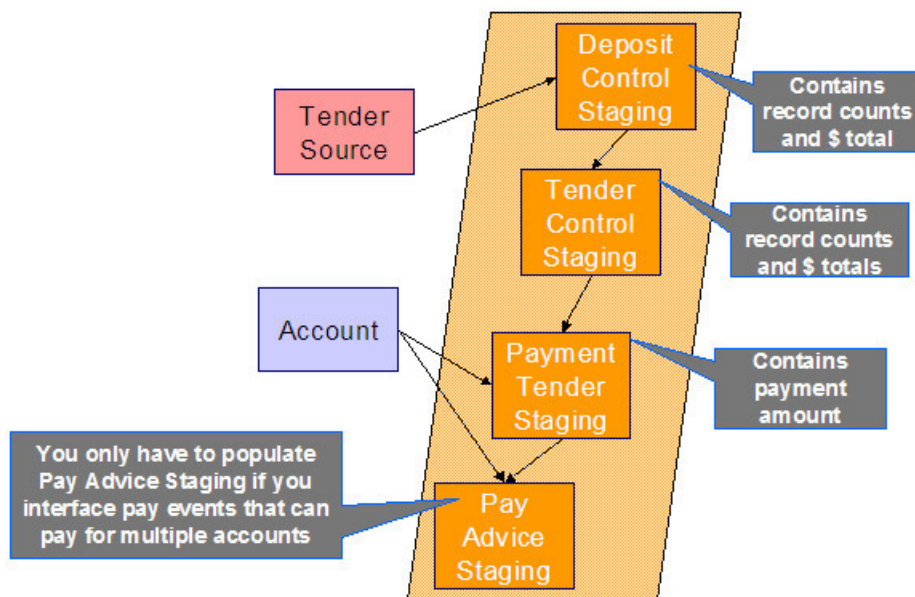 Deposit
Control
Staging
Contains
record counts
and $ total
Tender
Source
Tender
Control
Staging
Contains
record counts
and $ totals
Account
Payment
Tender
Staging
Contains
payment
amount
You only have to populate
Pay Advice Staging if you
interface pay events that can
pay for multiple accounts
Pay
Advice
Staging